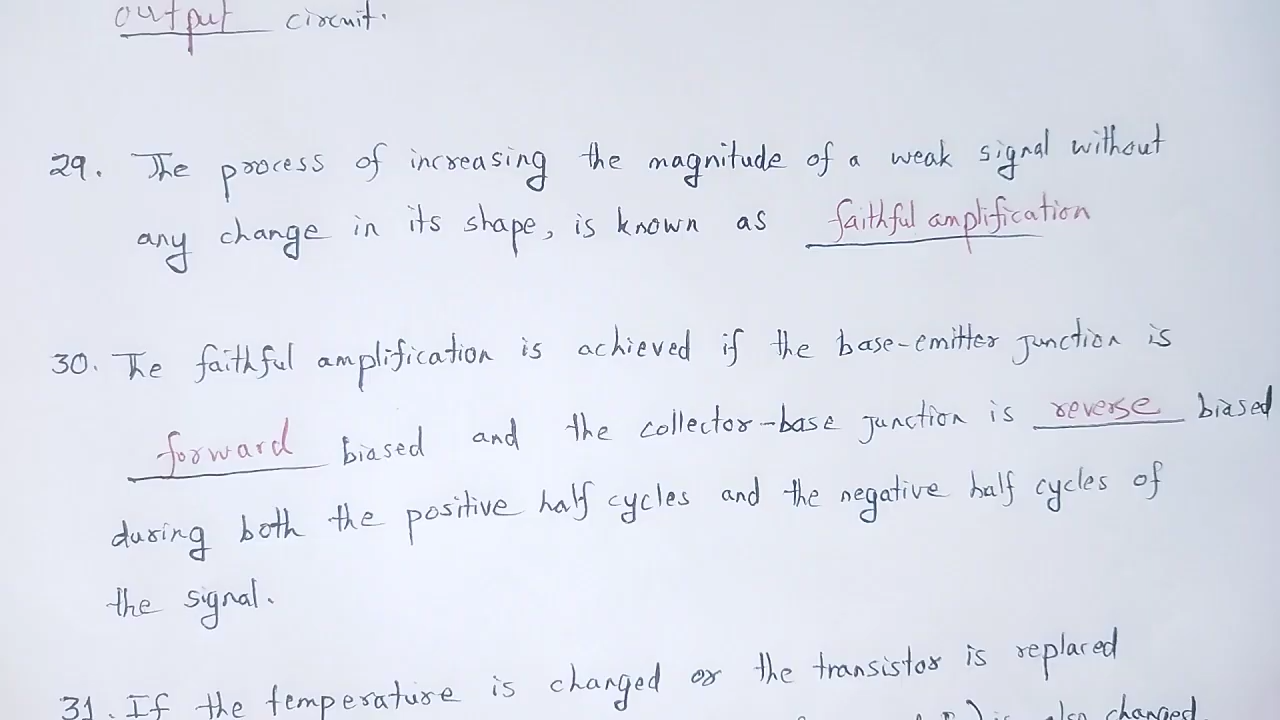 output circuit.
29. The process of increasing the magnitude of a weak signal without
any change in its shape, is known as faithful amplification
30. The faithful amplification is achieved if the base-emitter junction is
forward biased and the collector-base junction is reverse biased
during both the positive half cycles and the negative half cycles of
the signal.
31. If the temperature is changed or the transistor is replaced
) is also changed.